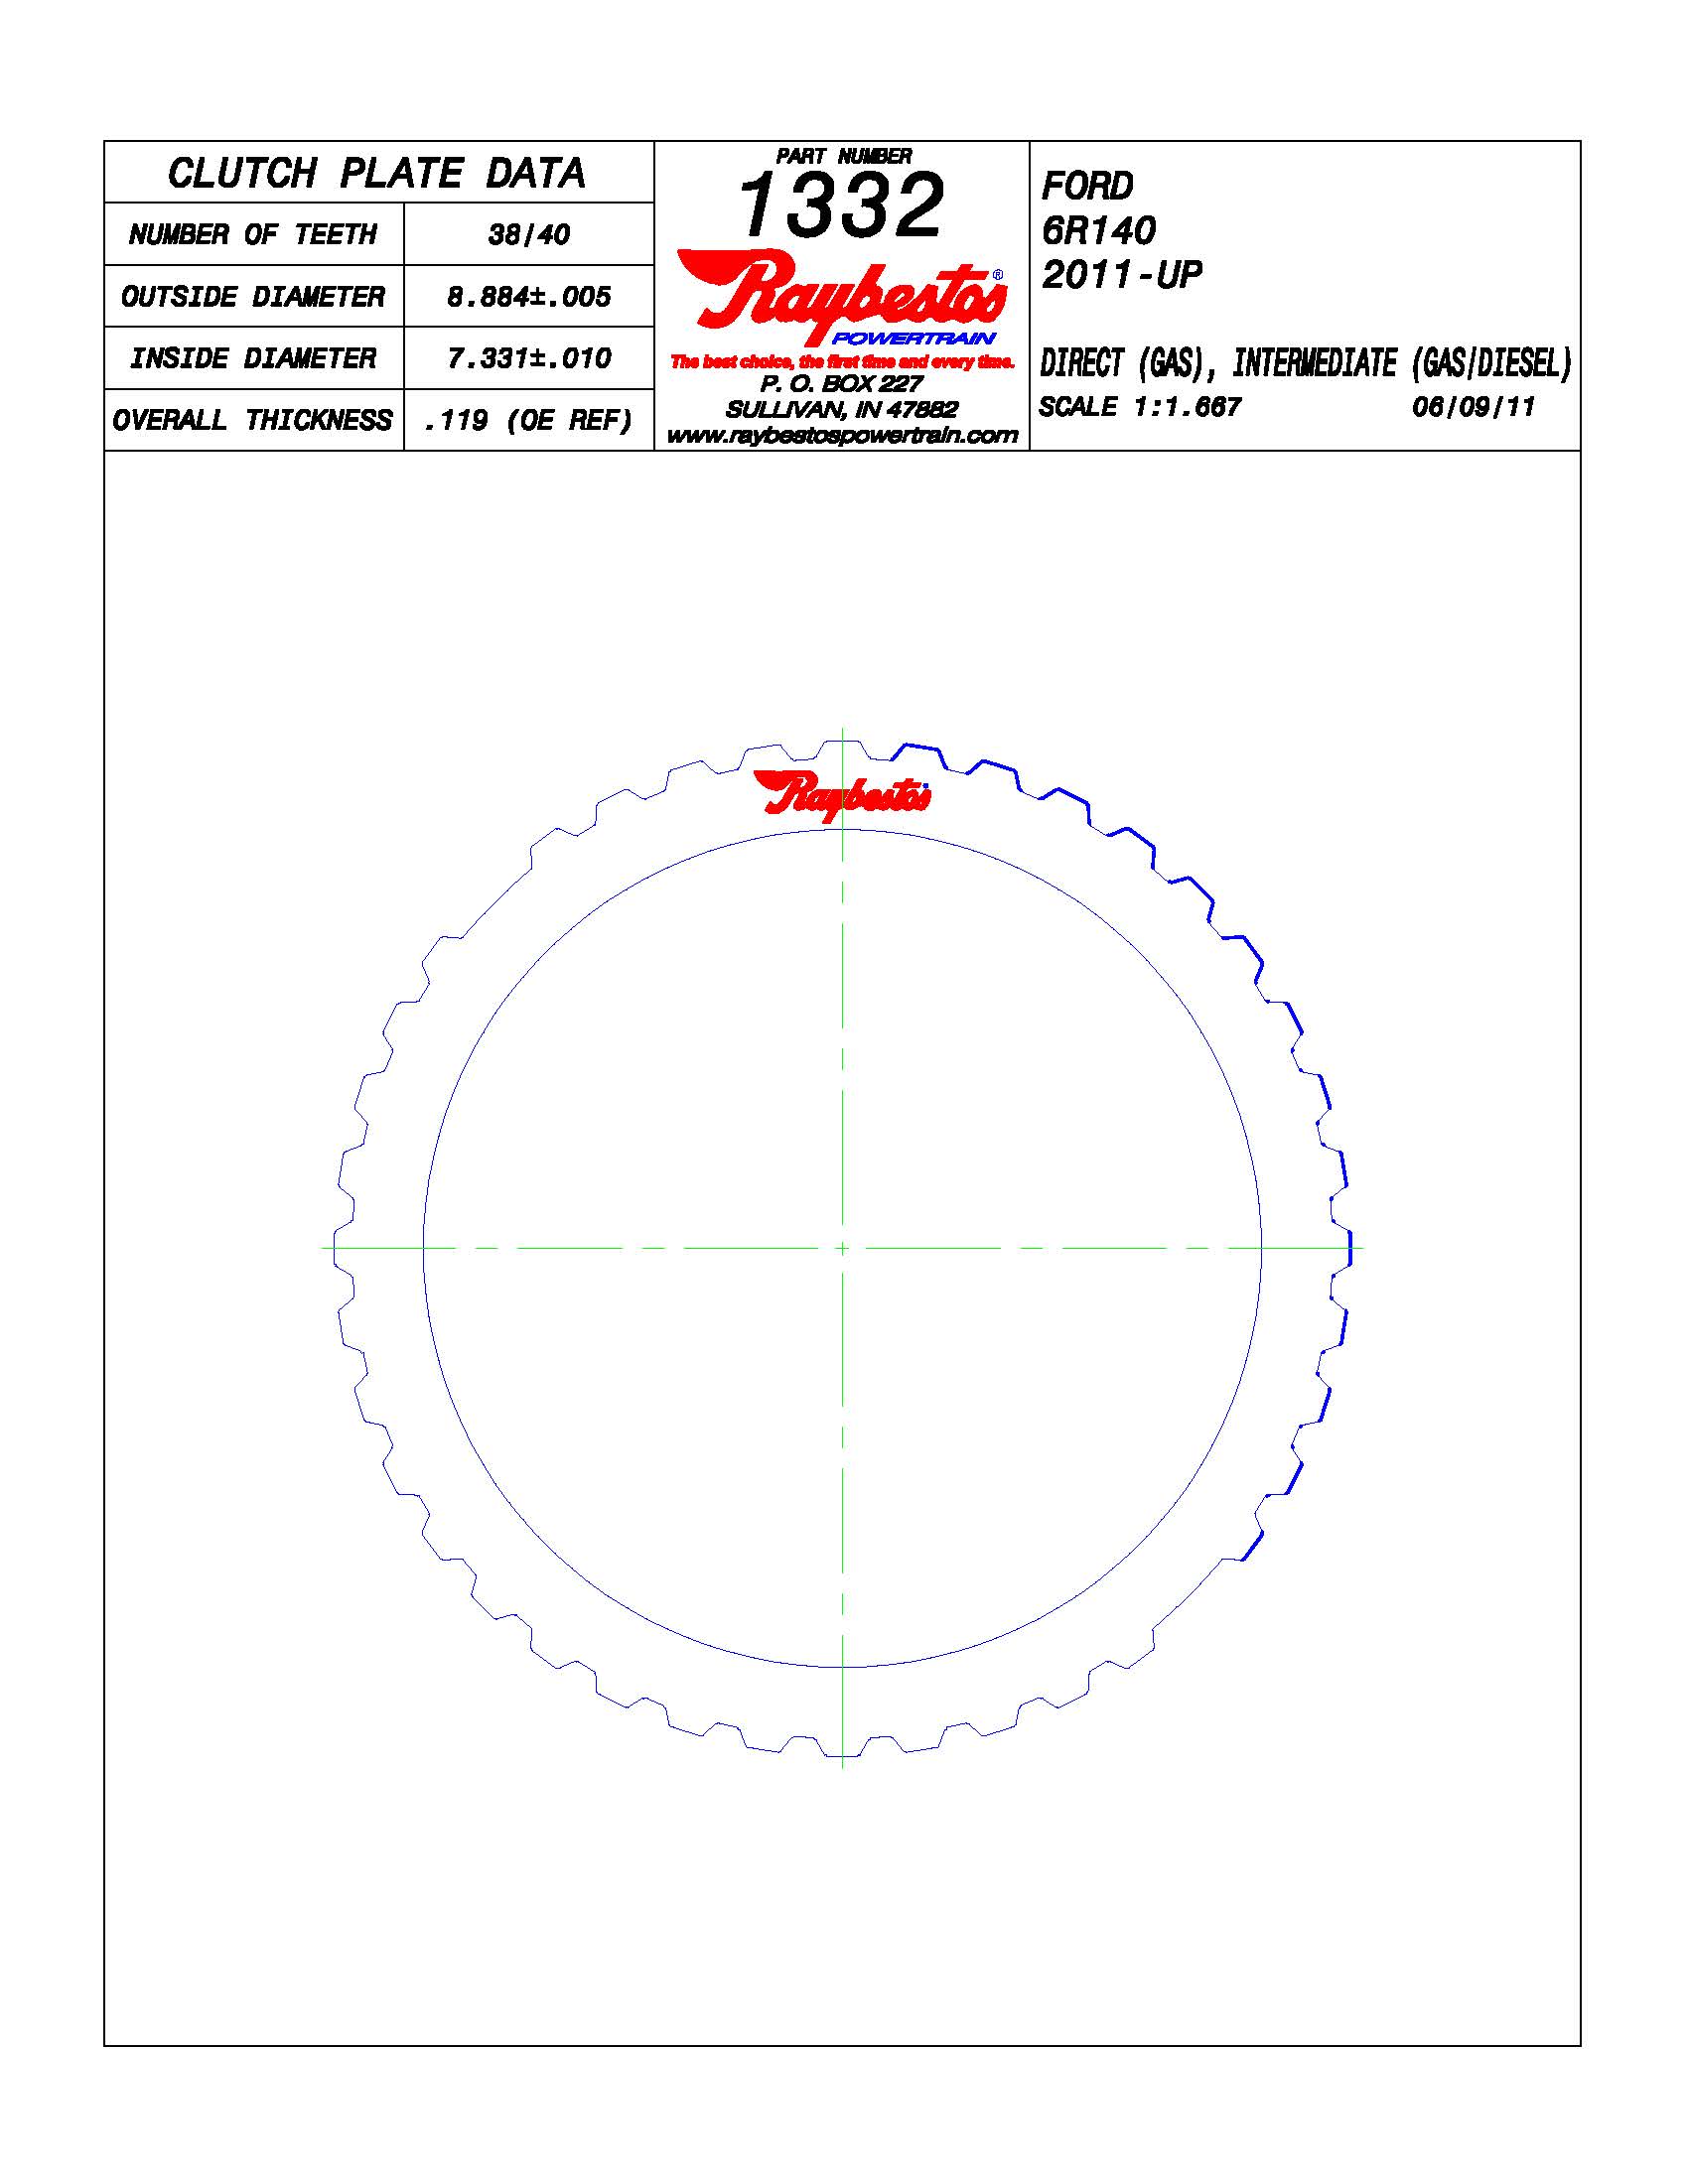 CLUTCH PLATE DATA
NUMBER OF TEETH 38/40
OUTSIDE DIAMETER 8.884±.005
INSIDE DIAMETER 7.331±.010
OVERALL THICKNESS .119 (OE REF)
PART NUMBER
1332
Raybestos®
POWERTRAIN
The best choice, the first time and every time.
P. O. BOX 227
SULLIVAN, IN 47882
www.raybestospowertrain.com
FORD
6R140
2011-UP
DIRECT (GAS), INTERMEDIATE (GAS/DIESEL)
SCALE 1:1.667 06/09/11
Raybestos